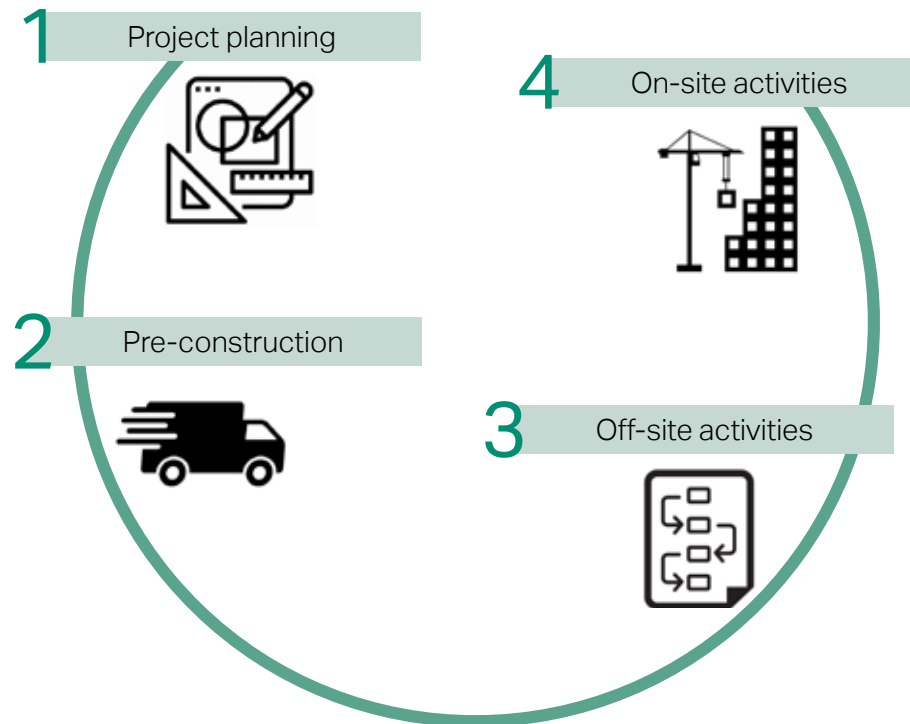 1 Project planning
2 Pre-construction
3 Off-site activities
4 On-site activities